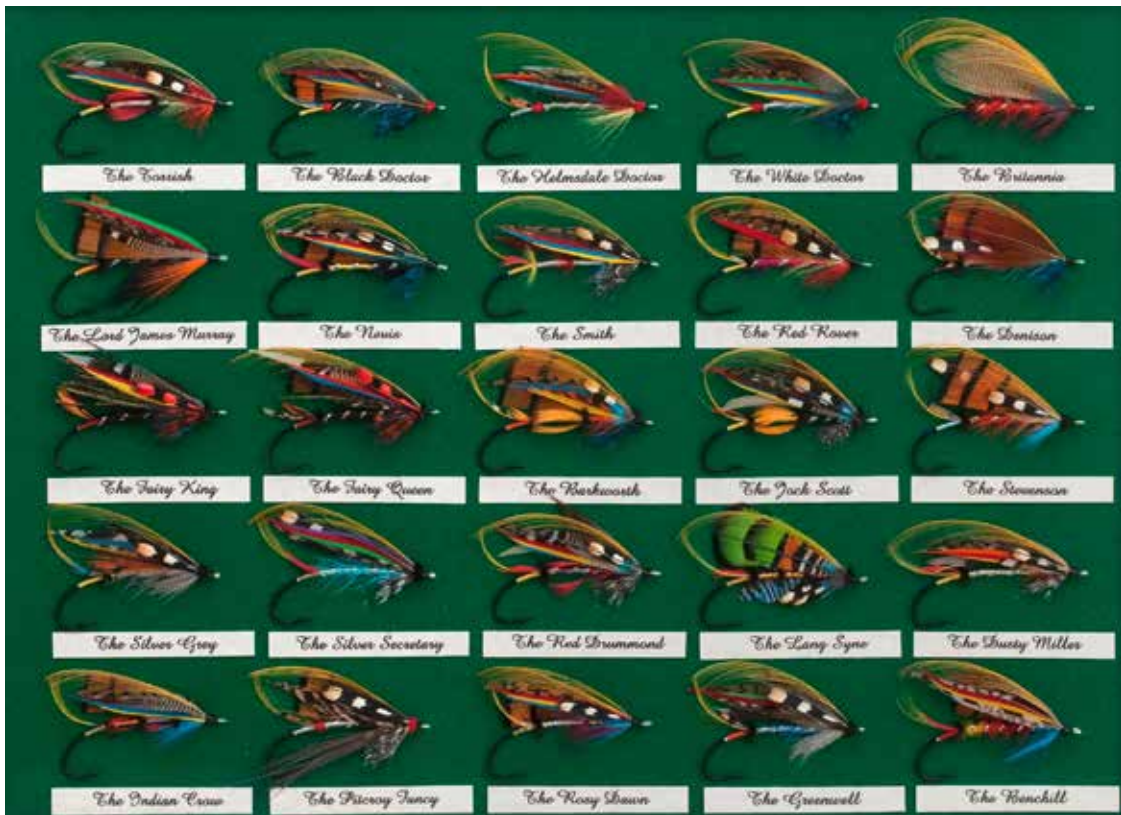 The Torrish
The Black Doctor
The Helmsdale Doctor
The White Doctor
The Britannia
The Lord James Murray
The Nevis
The Smith
The Red Rover
The Denison
The Fairy King
The Fairy Queen
The Barkworth
The Jock Scott
The Stevenson
The Silver Grey
The Silver Secretary
The Red Drummond
The Lang Syne
The Dusty Miller
The Indian Crow
The Pitcroy Fancy
The Rosy Dawn
The Greenwell
The Benchill